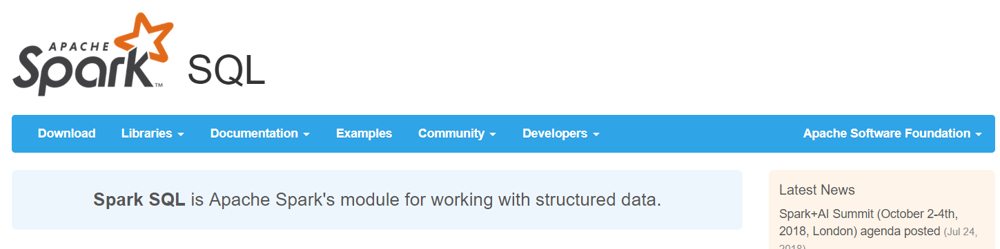 APACHE
Spark™ SQL
Download Libraries Documentation Examples Community Developers Apache Software Foundation
Spark SQL is Apache Spark's module for working with structured data.
Latest News
Spark+AI Summit (October 2-4th,
2018, London) agenda posted (Jul 24,
2018)